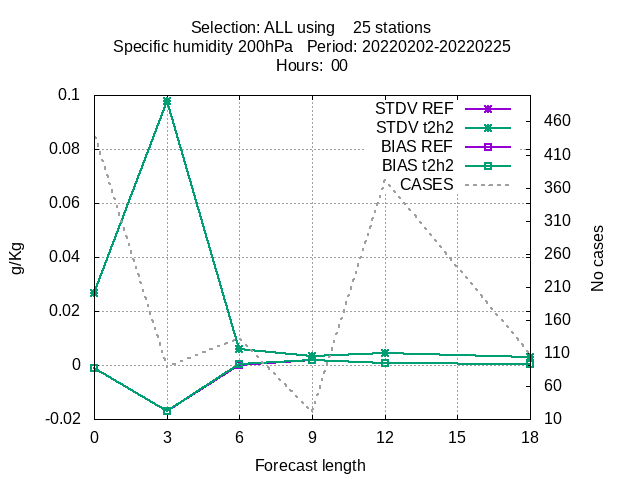 Selection: ALL using    25 stations
Specific humidity 200hPa   Period: 20220202-20220225
Hours:  00
STDV REF
STDV t2h2
BIAS REF
BIAS t2h2
CASES
0.1
0.08
0.06
0.04
0.02
0
-0.02
g/Kg
460
410
360
310
260
210
160
110
60
10
No cases
0 3 6 9 12 15 18
Forecast length